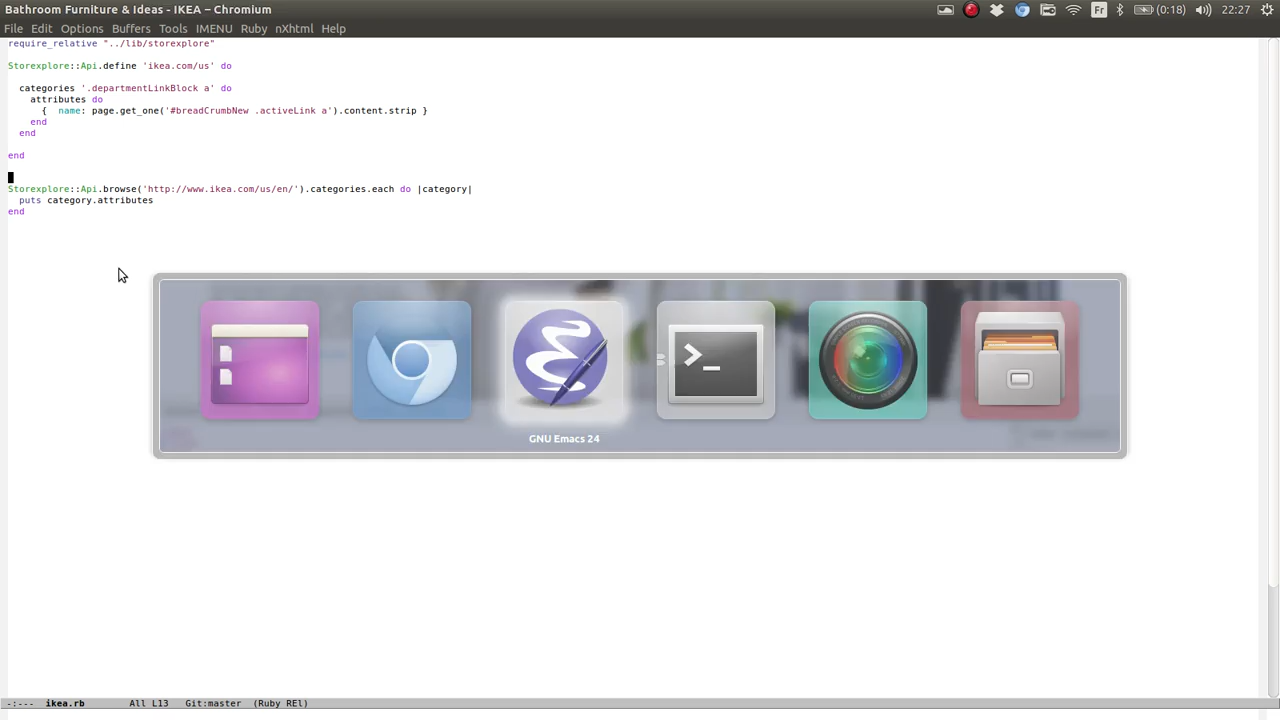 Bathroom Furniture & Ideas - IKEA – Chromium
Fr
(0:18)
22:27
File Edit Options Buffers Tools IMENU Ruby nXhtml Help
require_relative "../lib/storexplore"
Storexplore::Api.define 'ikea.com/us' do
categories '.departmentLinkBlock a' do
attributes do
{  name: page.get_one('#breadCrumbNew .activeLink a').content.strip }
end
end
end
Storexplore::Api.browse('http://www.ikea.com/us/en/').categories.each do |category|
puts category.attributes
end
GNU Emacs 24
-:---  ikea.rb        All L13   Git:master  (Ruby REl)